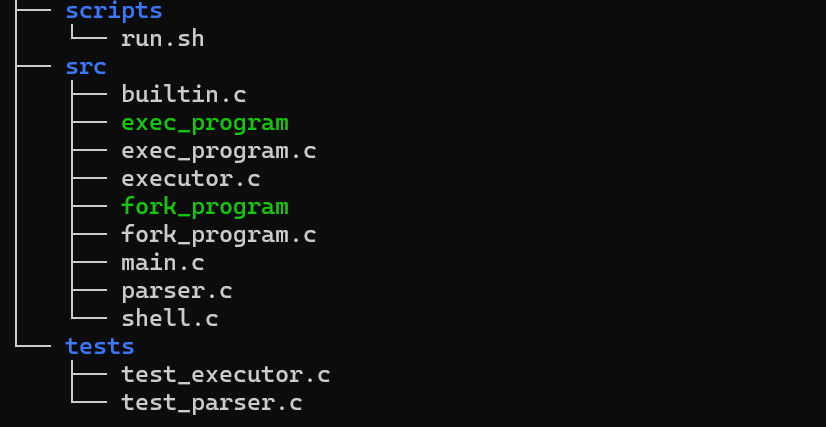 ├── scripts
│   └── run.sh
├── src
│   ├── builtin.c
│   ├── exec_program
│   ├── exec_program.c
│   ├── executor.c
│   ├── fork_program
│   ├── fork_program.c
│   ├── main.c
│   ├── parser.c
│   └── shell.c
└── tests
    ├── test_executor.c
    └── test_parser.c